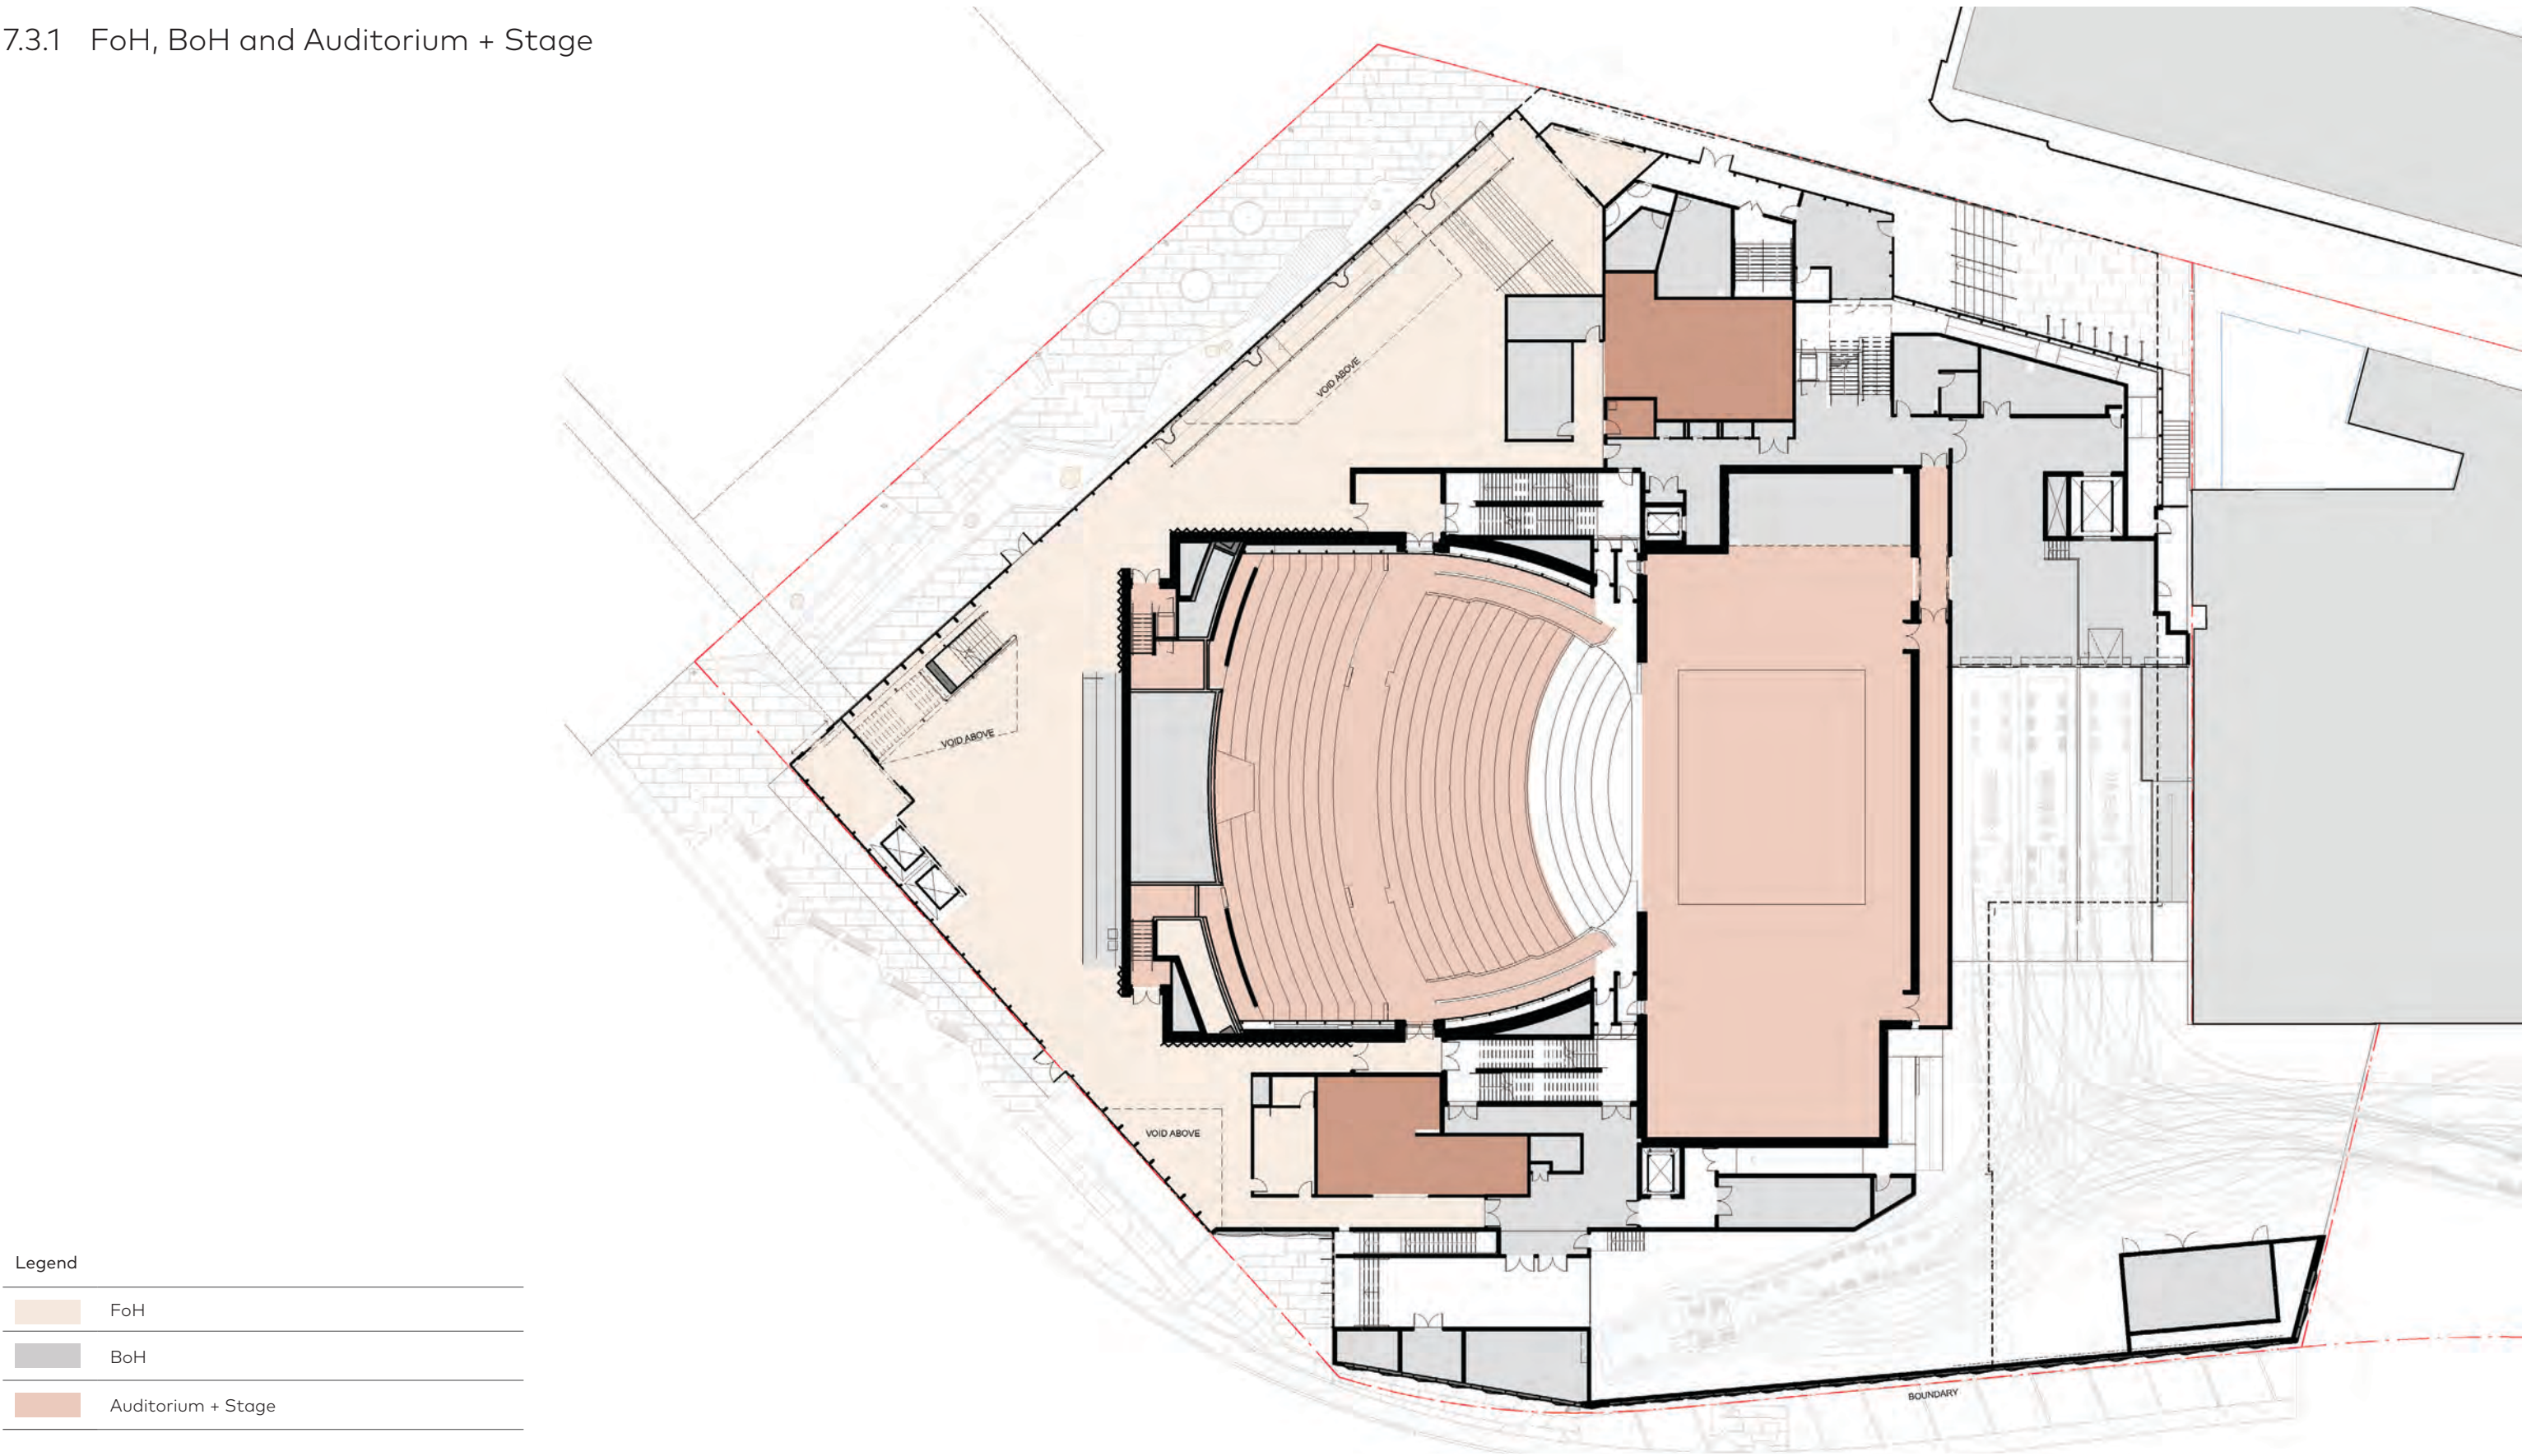 7.3.1 FoH, BoH and Auditorium + Stage
VOID ABOVE
VOID ABOVE
VOID ABOVE
BOUNDARY
Legend
FoH
BoH
Auditorium + Stage